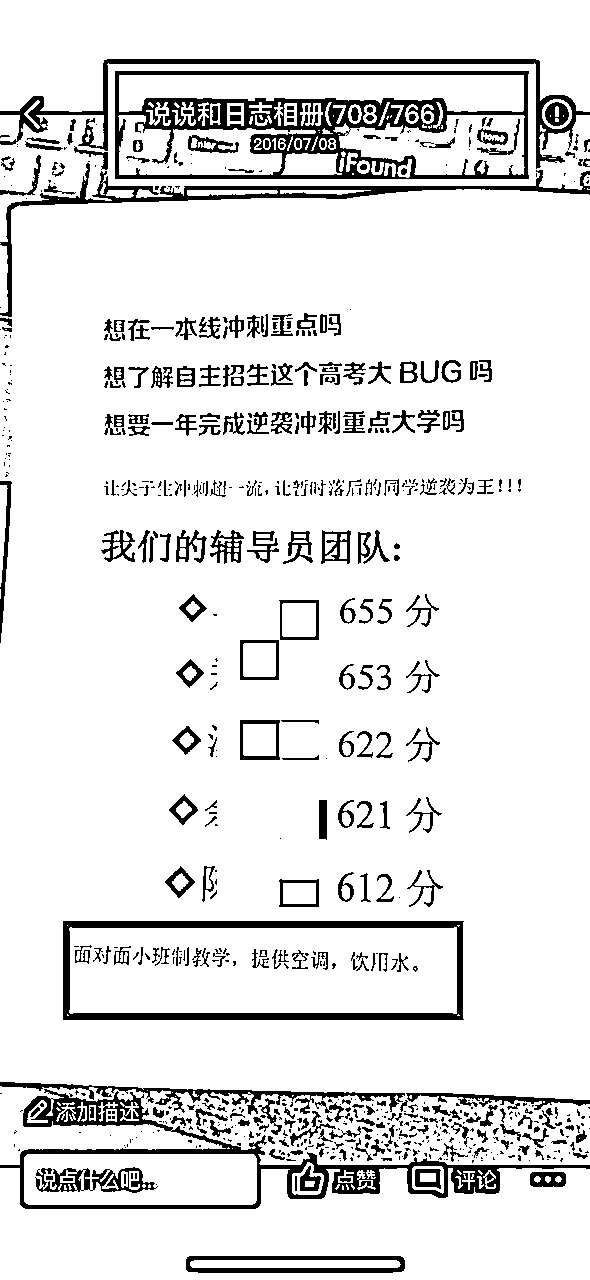 说说和日志相册(708/766)
2016/07/08
iFound
想在一本线冲刺重点吗
想了解自主招生这个高考大 BUG 吗
想要一年完成逆袭冲刺重点大学吗
让尖子生冲刺超一流，让暂时落后的同学逆袭为王!!!
我们的辅导员团队:
655 分
653 分
622 分
621 分
612 分
面对面小班制教学，提供空调，饮用水。
添加描述
说点什么吧...
点赞
评论